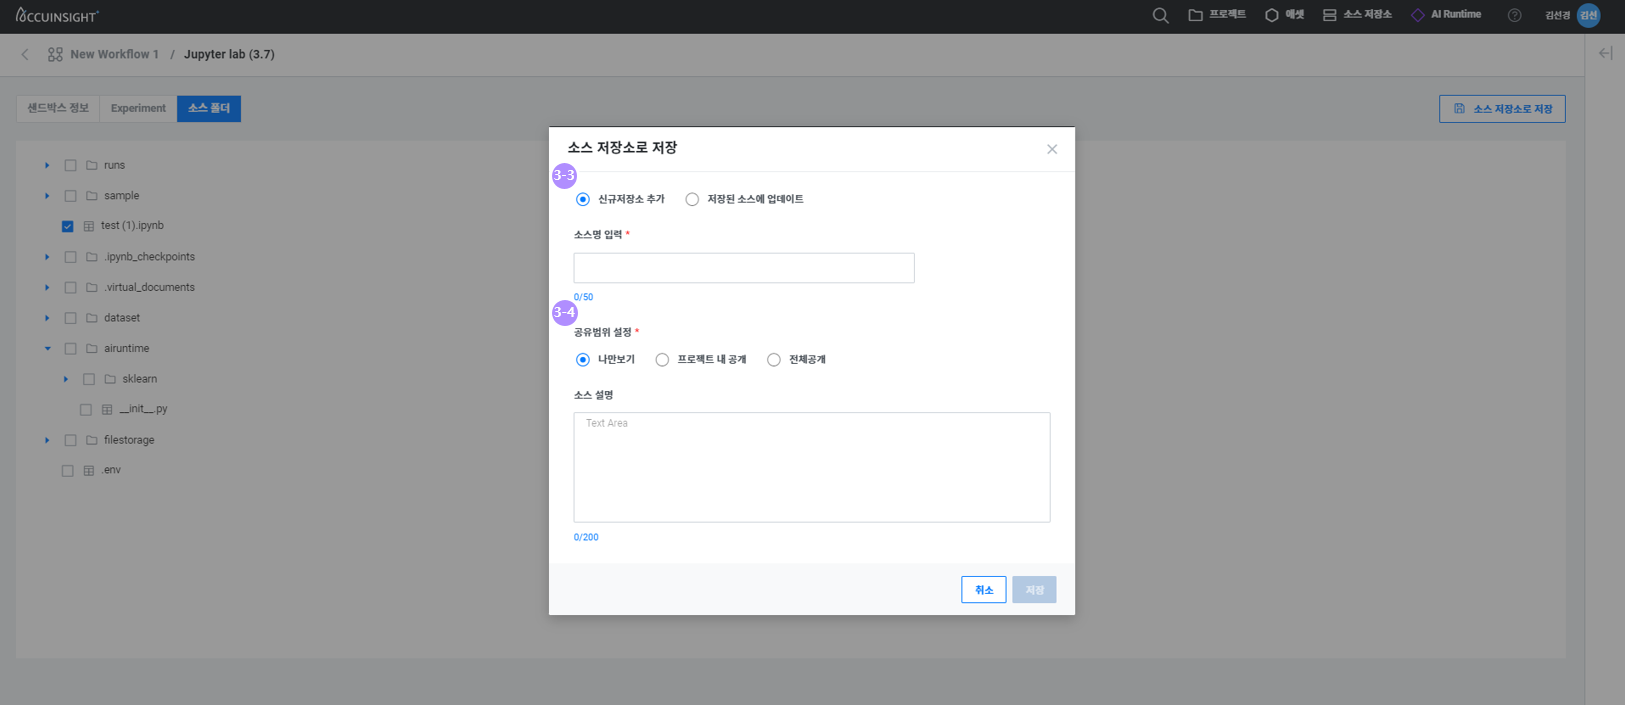 ACCUINSIGHT+
프로젝트
애셋
소스 저장소
AI Runtime
김선경
김선
New Workflow 1 / Jupyter lab (3.7)
샌드박스 정보
Experiment
소스 폴더
소스 저장소로 저장
runs
sample
test (1).ipynb
.ipynb_checkpoints
.virtual_documents
dataset
airuntime
sklearn
__init__.py
filestorage
.env
소스 저장소로 저장
3-3
신규저장소 추가
저장된 소스에 업데이트
소스명 입력 *
0/50
3-4
공유범위 설정 *
나만보기
프로젝트 내 공개
전체공개
소스 설명
Text Area
0/200
취소
저장